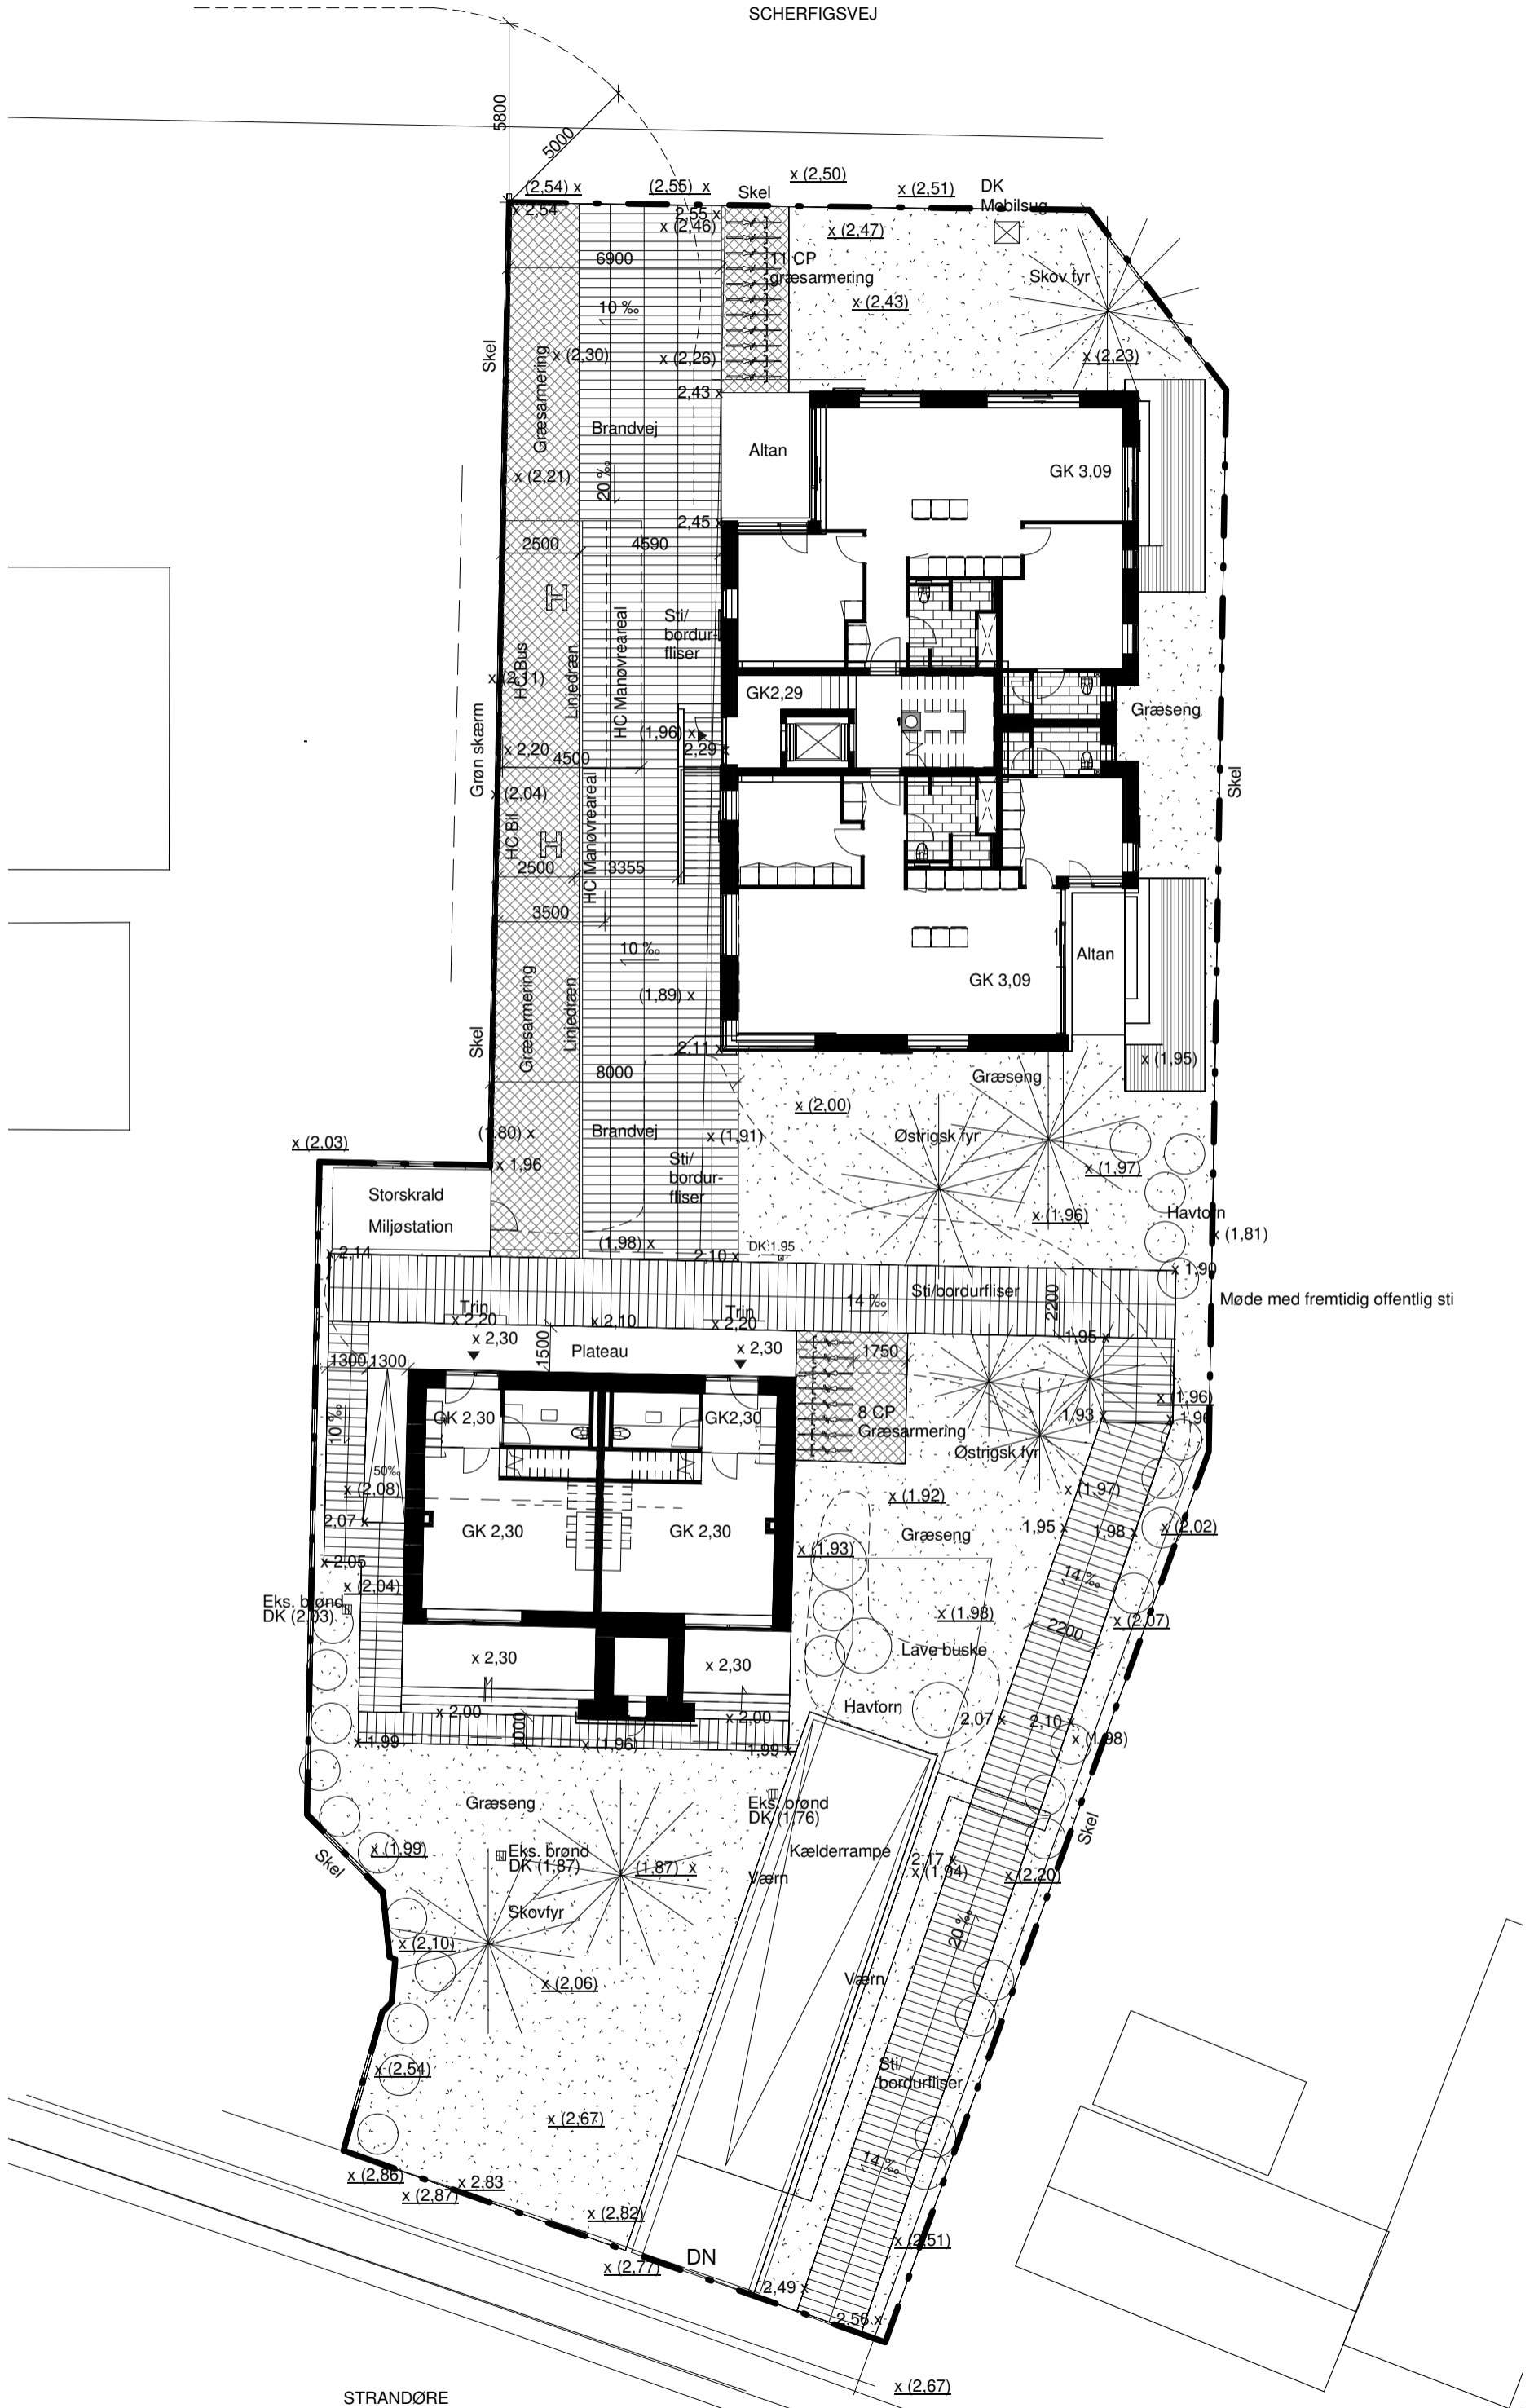 SCHERFIGSVEJ
5800
5000
(2,54) x
(2,55) x
Skel
x (2,50)
x (2,51)
DK
Mobilsug
x 2,54
2,55 x
x (2,46)
x (2,47)
6900
11 CP
græsarmering
Skov fyr
x (2,43)
10 ‰
Skel
Græsarmering
x (2,30)
x (2,26)
x (2,23)
2,43 x
Brandvej
Altan
GK 3,09
x (2,21)
20 ‰
2,45 x
2500
4590
Sti/
bordur-
fliser
HC Manøvreareal
HC Bus
x (2,11)
Linjedræn
GK2,29
Græseng
Grøn skærm
(1,96) x
x 2,20
2,29 x
4500
Skel
x (2,04)
HC Bil
HC Manøvreareal
2500
3355
3500
10 ‰
Altan
GK 3,09
Græsarmering
Linjedræn
(1,89) x
Skel
2,11 x
x (1,95)
8000
Græseng
x (2,00)
(1,80) x
Brandvej
x (1,91)
Østrigsk fyr
x (2,03)
x 1,96
Sti/
bordur-
fliser
x (1,97)
Storskrald
Miljøstation
x (1,96)
Havtorn
x (1,81)
(1,98) x
DK:1.95
x 2,14
2,10 x
x 1,90
Sti/bordurfliser
14 ‰
2200
Møde med fremtidig offentlig sti
Trin
x 2,20
x 2,10
Trin
x 2,20
x 2,30
1500
Plateau
x 2,30
1,95 x
1300
1300
1750
x (1,96)
10 ‰
GK 2,30
GK2,30
8 CP
Græsarmering
1,93 x
x 1,96
Østrigsk fyr
50‰
x (2,08)
x (1,97)
x (1,92)
2,07 x
GK 2,30
GK 2,30
Græseng
1,95 x
1,98 x
x (2,02)
x (1,93)
x 2,05
14 ‰
x (2,04)
Eks. brønd
DK (2,03)
x (1,98)
x (2,07)
2200
Lave buske
x 2,30
x 2,30
Havtorn
x 2,00
x 2,00
2,07 x
2,10 x
1000
x 1,99
x (1,96)
1,99 x
x (1,98)
Græseng
Eks. brønd
DK (1,76)
Skel
x (1,99)
Eks. brønd
DK (1,87)
Skel
Kælderrampe
2,17 x
x (1,94)
(1,87) x
Værn
x (2,20)
Skovfyr
20 ‰
x (2,10)
x (2,06)
Værn
Sti/
bordurfliser
x (2,54)
x (2,67)
14 ‰
x (2,86)
x 2,83
x (2,87)
x (2,82)
x (2,51)
DN
x (2,77)
2,49 x
2,56 x
x (2,67)
STRANDØRE